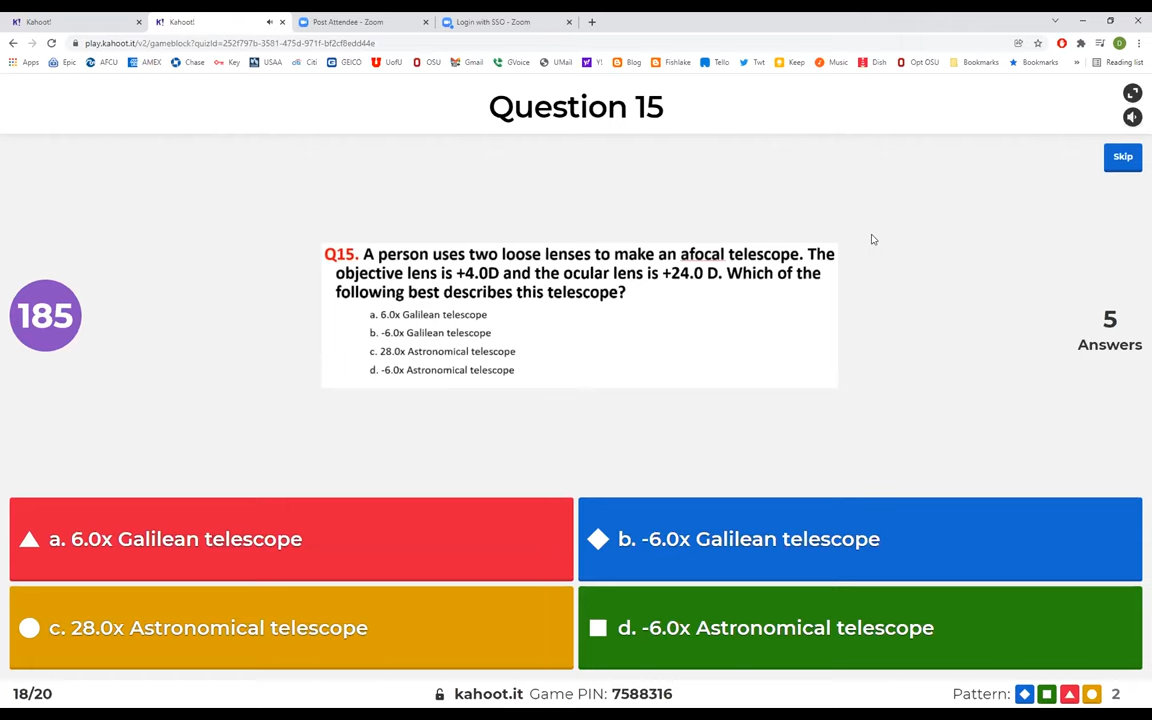 Kahoot!
Kahoot!
Post Attendee - Zoom
Login with SSO - Zoom
play.kahoot.it/v2/gameblock?quizId=252f797b-3581-475d-971f-bf2cf8edd44e
Apps Epic AFCU AMEX Chase Key USAA Citi GEICO UofU OSU Gmail GVoice UMail Y! Blog Fishlake Tello Twt Keep Music Dish Opt OSU Bookmarks Bookmarks » Reading list
Question 15
Skip
Q15. A person uses two loose lenses to make an afocal telescope. The
objective lens is +4.0D and the ocular lens is +24.0 D. Which of the
following best describes this telescope?
a. 6.0x Galilean telescope
b. -6.0x Galilean telescope
c. 28.0x Astronomical telescope
d. -6.0x Astronomical telescope
185
5
Answers
a. 6.0x Galilean telescope
b. -6.0x Galilean telescope
c. 28.0x Astronomical telescope
d. -6.0x Astronomical telescope
18/20
kahoot.it Game PIN: 7588316
Pattern: 2